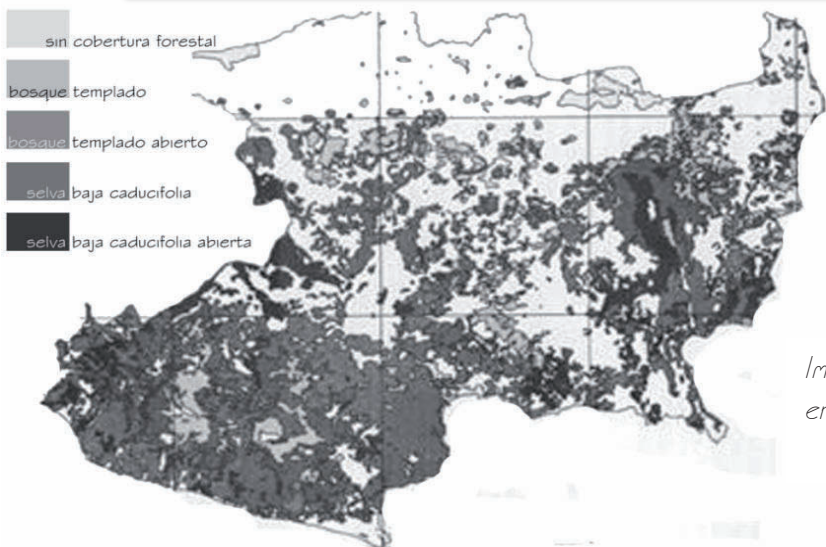 sin cobertura forestal
bosque templado
bosque templado abierto
selva baja caducifolia
selva baja caducifolia abierta